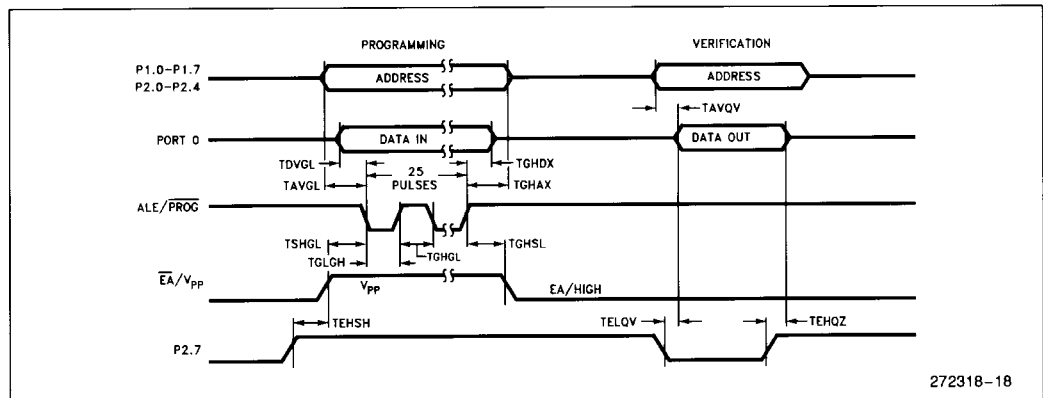 PROGRAMMING
VERIFICATION
P1.0–P1.7
P2.0–P2.4
ADDRESS
ADDRESS
TAVQV
PORT 0
DATA IN
DATA OUT
TDVGL
25
PULSES
TGHDX
TAVGL
TGHAX
ALE/PROG
TSHGL
TGHGL
TGHSL
TGLGH
EA/VPP
VPP
EA/HIGH
TEHSH
TELQV
TEHQZ
P2.7
272318–18